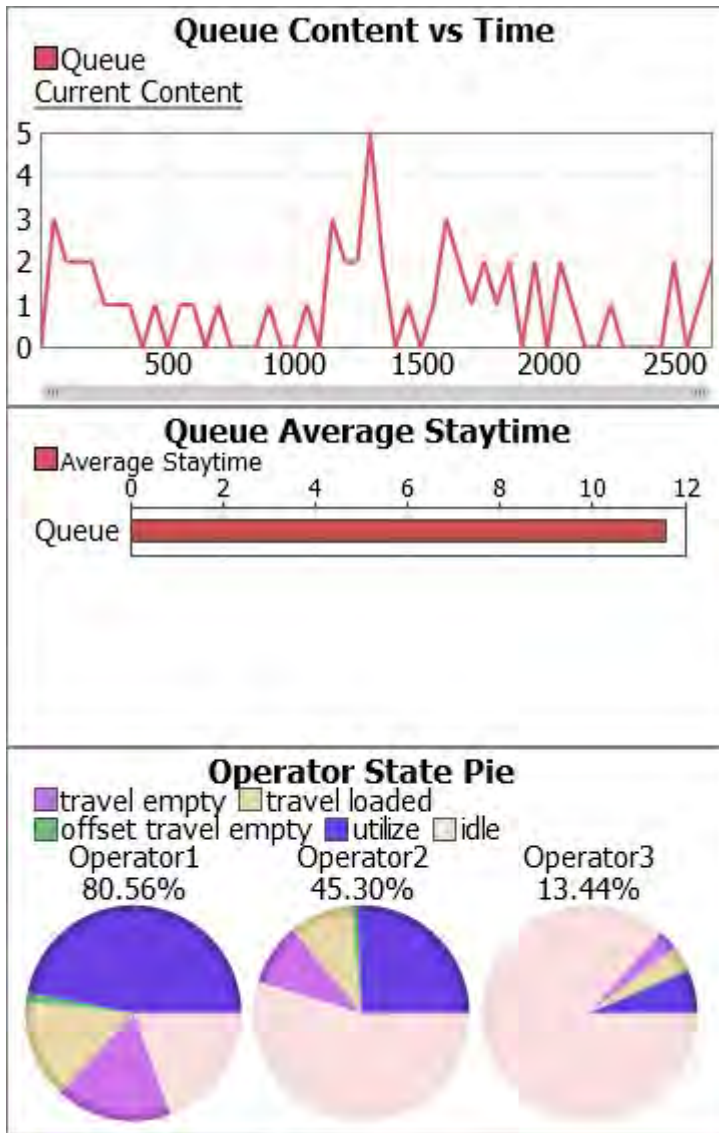 Queue Content vs Time
Queue
Current Content
5
4
3
2
1
0
500 1000 1500 2000 2500
Queue Average Staytime
Average Staytime
0 2 4 6 8 10 12
Queue
Operator State Pie
travel empty travel loaded
offset travel empty utilize idle
Operator1 Operator2 Operator3
80.56% 45.30% 13.44%